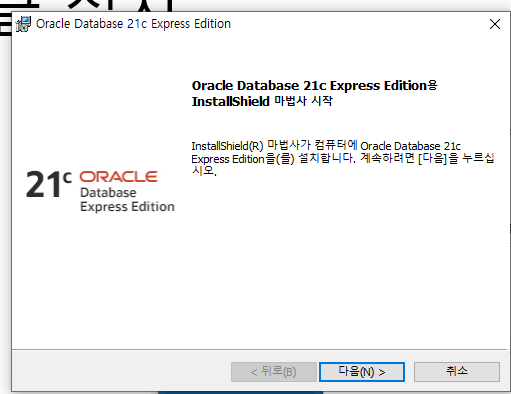 Oracle Database 21c Express Edition
Oracle Database 21c Express Edition용
InstallShield 마법사 시작
InstallShield(R) 마법사가 컴퓨터에 Oracle Database 21c
Express Edition을(를) 설치합니다. 계속하려면 [다음]을 누르십
시오.
21c ORACLE
Database
Express Edition
< 뒤로(B)
다음(N) >
취소